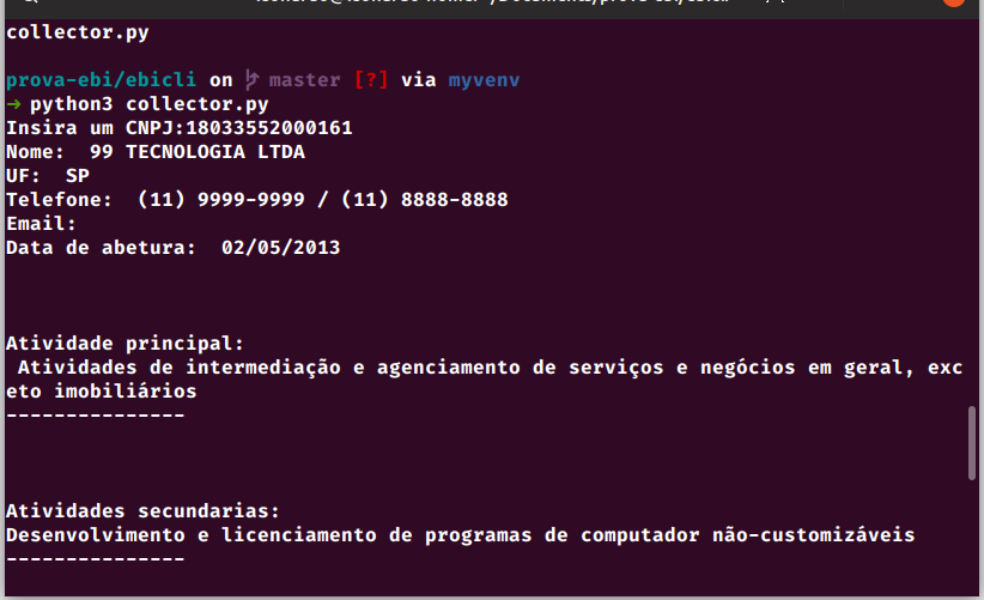 collector.py
prova-ebi/ebicli on master [?] via myvenv
→ python3 collector.py
Insira um CNPJ:18033552000161
Nome:  99 TECNOLOGIA LTDA
UF:  SP
Telefone:  (11) 9999-9999 / (11) 8888-8888
Email:
Data de abetura:  02/05/2013
Atividade principal:
 Atividades de intermediação e agenciamento de serviços e negócios em geral, exc
eto imobiliários
---------------
Atividades secundarias:
Desenvolvimento e licenciamento de programas de computador não-customizáveis
---------------